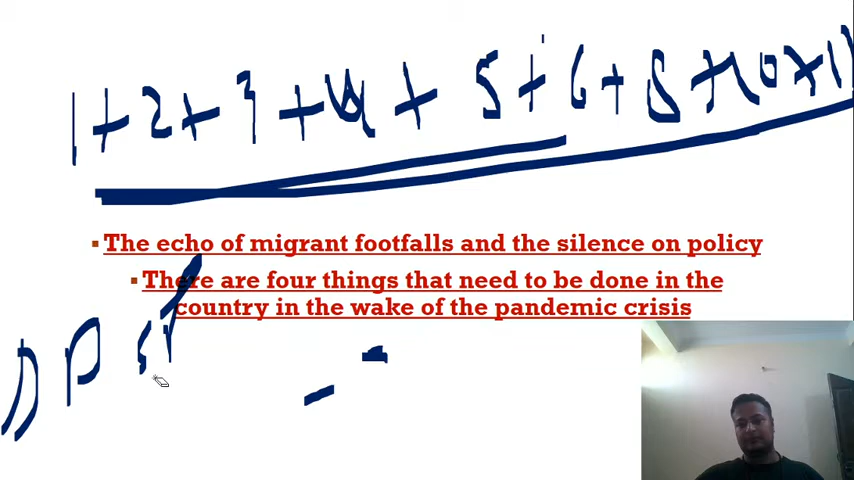 1+2+3+4+5+6+8+10+11
▪The echo of migrant footfalls and the silence on policy
▪There are four things that need to be done in the
country in the wake of the pandemic crisis
DPSP